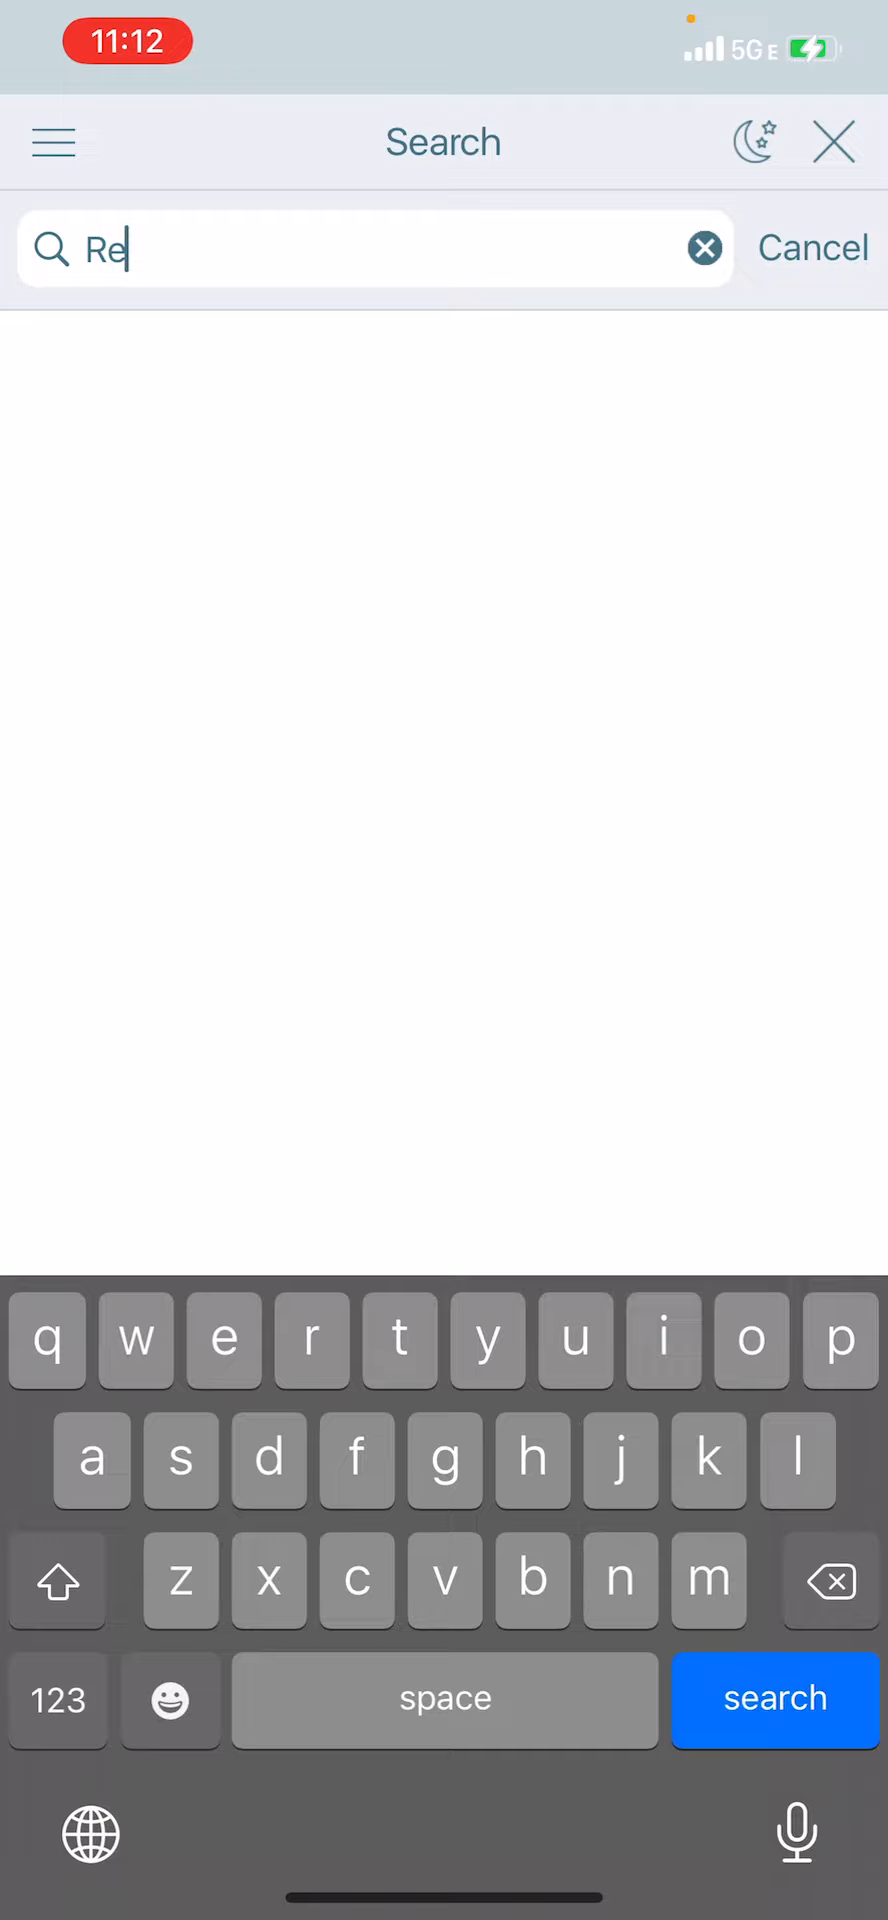 11:12 5G E
Search
Re Cancel
q w e r t y u i o p
a s d f g h j k l
z x c v b n m
123 space search